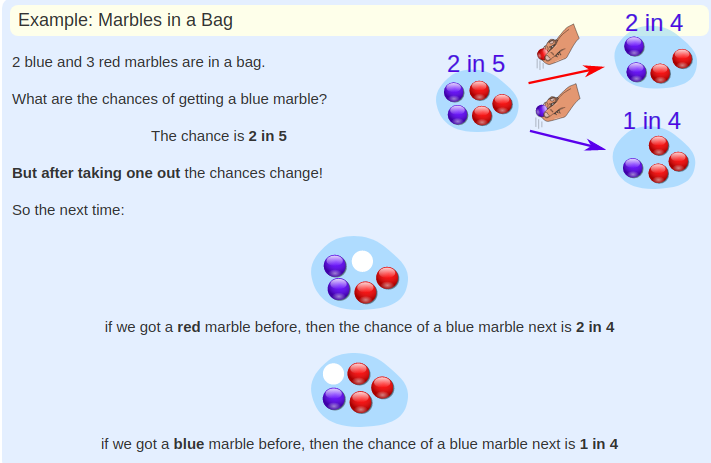 Example: Marbles in a Bag
2 blue and 3 red marbles are in a bag.
What are the chances of getting a blue marble?
The chance is 2 in 5
But after taking one out the chances change!
So the next time:
2 in 5
2 in 4
1 in 4
if we got a red marble before, then the chance of a blue marble next is 2 in 4
if we got a blue marble before, then the chance of a blue marble next is 1 in 4